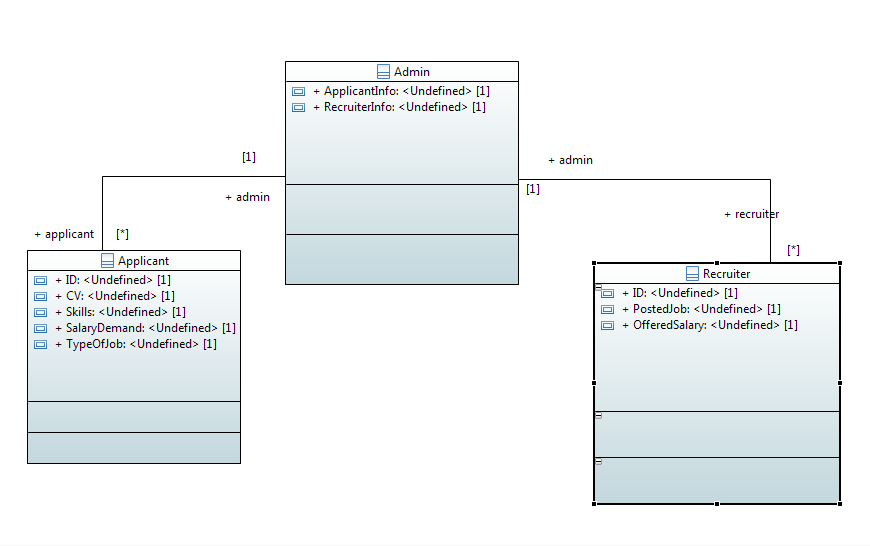 Admin
+ ApplicantInfo: <Undefined> [1]
+ RecruiterInfo: <Undefined> [1]
[1]
+ admin
+ applicant
[*]
+ admin
[1]
+ recruiter
[*]
Applicant
+ ID: <Undefined> [1]
+ CV: <Undefined> [1]
+ Skills: <Undefined> [1]
+ SalaryDemand: <Undefined> [1]
+ TypeOfJob: <Undefined> [1]
Recruiter
+ ID: <Undefined> [1]
+ PostedJob: <Undefined> [1]
+ OfferedSalary: <Undefined> [1]